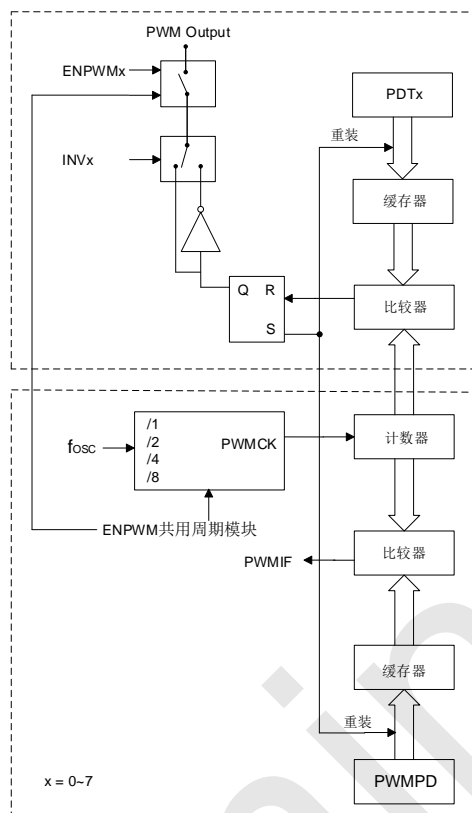 PWM Output
ENPWMx
PDTx
INVx
重装
缓存器
Q R
S
比较器
fOSC
/1
/2
/4
/8
PWMCK
计数器
ENPWM共用周期模块
PWMIF
比较器
缓存器
重装
x = 0~7
PWMPD